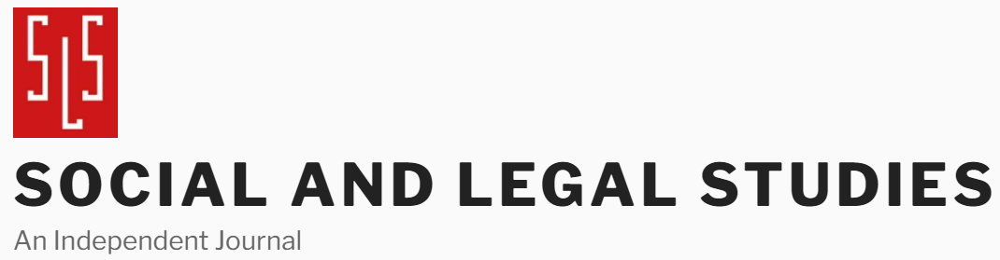 SLS
SOCIAL AND LEGAL STUDIES
An Independent Journal